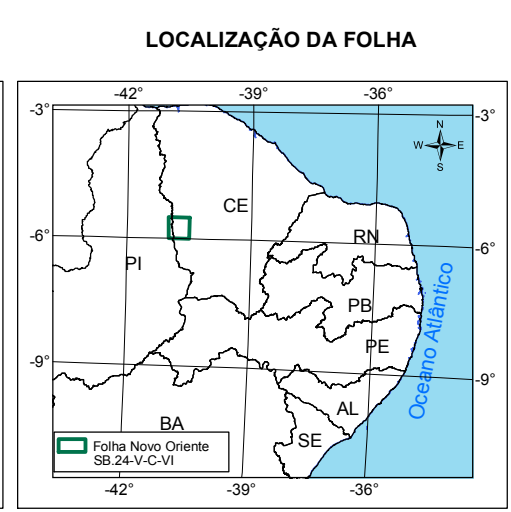 LOCALIZAÇÃO DA FOLHA
-42° -39° -36°
-3° -3°
N
W E
S
CE
-6° RN -6°
PI
PB
PE
-9° -9°
Oceano Atlântico
AL
BA
SE
Folha Novo Oriente
SB.24-V-C-VI
-42° -39° -36°